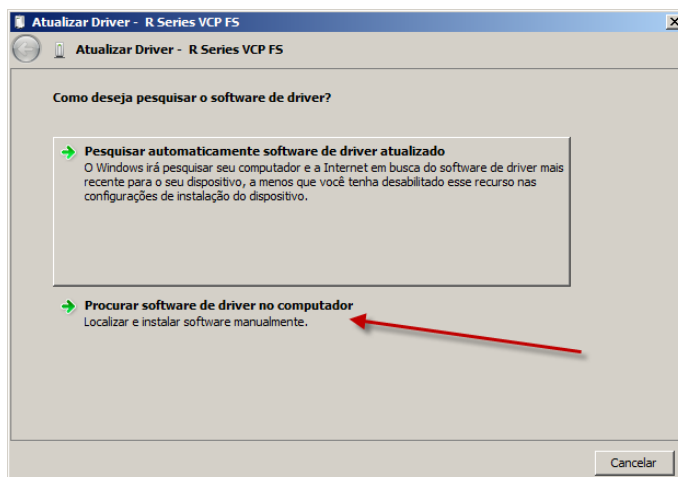 Atualizar Driver - R Series VCP FS
Atualizar Driver - R Series VCP FS
Como deseja pesquisar o software de driver?
Pesquisar automaticamente software de driver atualizado
O Windows irá pesquisar seu computador e a Internet em busca do software de driver mais
recente para o seu dispositivo, a menos que você tenha desabilitado esse recurso nas
configurações de instalação do dispositivo.
Procurar software de driver no computador
Localizar e instalar software manualmente.
Cancelar